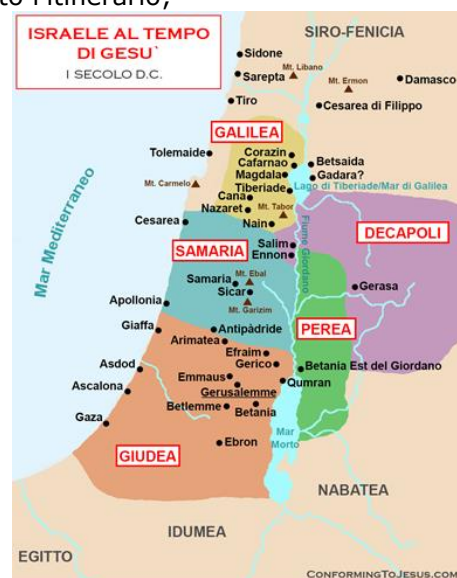 to l'itinerario;
ISRAELE AL TEMPO
DI GESU`
I SECOLO D.C.
SIRO-FENICIA
Sidone
Mt. Libano
Sarepta
Mt. Ermon
Damasco
Tiro
Cesarea di Filippo
GALILEA
Tolemaide
Corazin
Cafarnao
Betsaida
Magdala
Gadara?
Mt. Carmelo
Tiberiade
Lago di Tiberiade/Mar di Galilea
Cana
Mt. Tabor
Nazaret
Cesarea
Nain
DECAPOLI
Mar Mediterraneo
Fiume Giordano
SAMARIA
Salim
Ennon
Mt. Ebal
Samaria
Sicar
Gerasa
Mt. Garizim
Apollonia
PEREA
Giaffa
Antipàdride
Arimatea
Efraim
Gerico
Betania Est del Giordano
Asdod
Emmaus
Qumran
Gerusalemme
Ascalona
Betlemme
Betania
Gaza
Mar
Morto
Ebron
GIUDEA
NABATEA
IDUMEA
EGITTO
CONFORMINGTOJESUS.COM